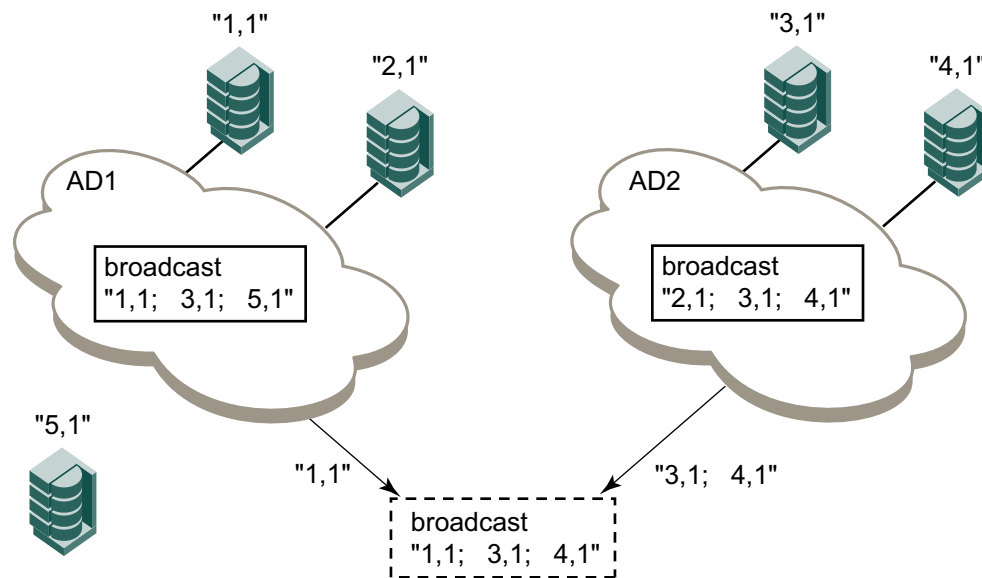 "1,1"
"2,1"
"3,1"
"4,1"
AD1
AD2
broadcast
"1,1; 3,1; 5,1"
broadcast
"2,1; 3,1; 4,1"
"5,1"
"1,1"
"3,1; 4,1"
broadcast
"1,1; 3,1; 4,1"